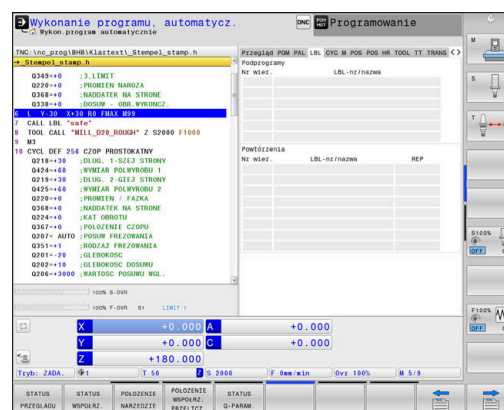 Wykonanie programu, automatycz.
Wykon.program automatycznie
DNC
Programowanie
TNC:\nc_prog\BHB\Klartext\_Stempel_stamp.h
→_Stempel_stamp.h
Q349=+0 ;3.LIMIT
Q220=+0 ;PROMIEN NAROZA
Q368=+0 ;NADDATEK NA STRONE
Q338=+0 ;DOSUW - OBR.WYKONCZ.
6 L Y-30 X+30 R0 FMAX M99
7 CALL LBL "safe"
8 TOOL CALL "MILL_D20_ROUGH" Z S2000 F1000
9 M3
10 CYCL DEF 256 CZOP PROSTOKATNY
Q218=+30 ;DLUG. 1-SZEJ STRONY
Q424=+60 ;WYMIAR POLWYROBU 1
Q219=+30 ;DLUG. 2-GIEJ STRONY
Q425=+60 ;WYMIAR POLWYROBU 2
Q220=+0 ;PROMIEN / FAZKA
Q368=+0 ;NADDATEK NA STRONE
Q224=+0 ;KAT OBROTU
Q367=+0 ;POLOZENIE CZOPU
Q207= AUTO ;POSUW FREZOWANIA
Q351=+1 ;RODZAJ FREZOWANIA
Q201=-20 ;GLEBOKOSC
Q202=+10 ;GLEBOKOSC DOSUWU
Q206=+3000 ;WARTOSC POSUWU WGL.
Przegląd PGM PAL LBL CYC M POS POS HR TOOL TT TRANS
Podprogramy
Nr wier. LBL-nr/nazwa
Powtórzenia
Nr wier. LBL-nr/nazwa REP
100% S-OVR
100% F-OVR S1 LIMIT 1
X +0.000 A +0.000
Y +0.000 C +0.000
Z +180.000
Tryb: ZADA. 1 T 50 Z S 2000 F 0mm/min Ovr 100% M 5/9
STATUS PRZEGLADU
STATUS WSPOŁRZ.
POŁOZENIE NARZEDZIE
POŁOZENIE WSPOŁRZ. PRZELICZ.
STATUS Q-PARAM.
M
S
T
S100%
OFF
F100%
OFF